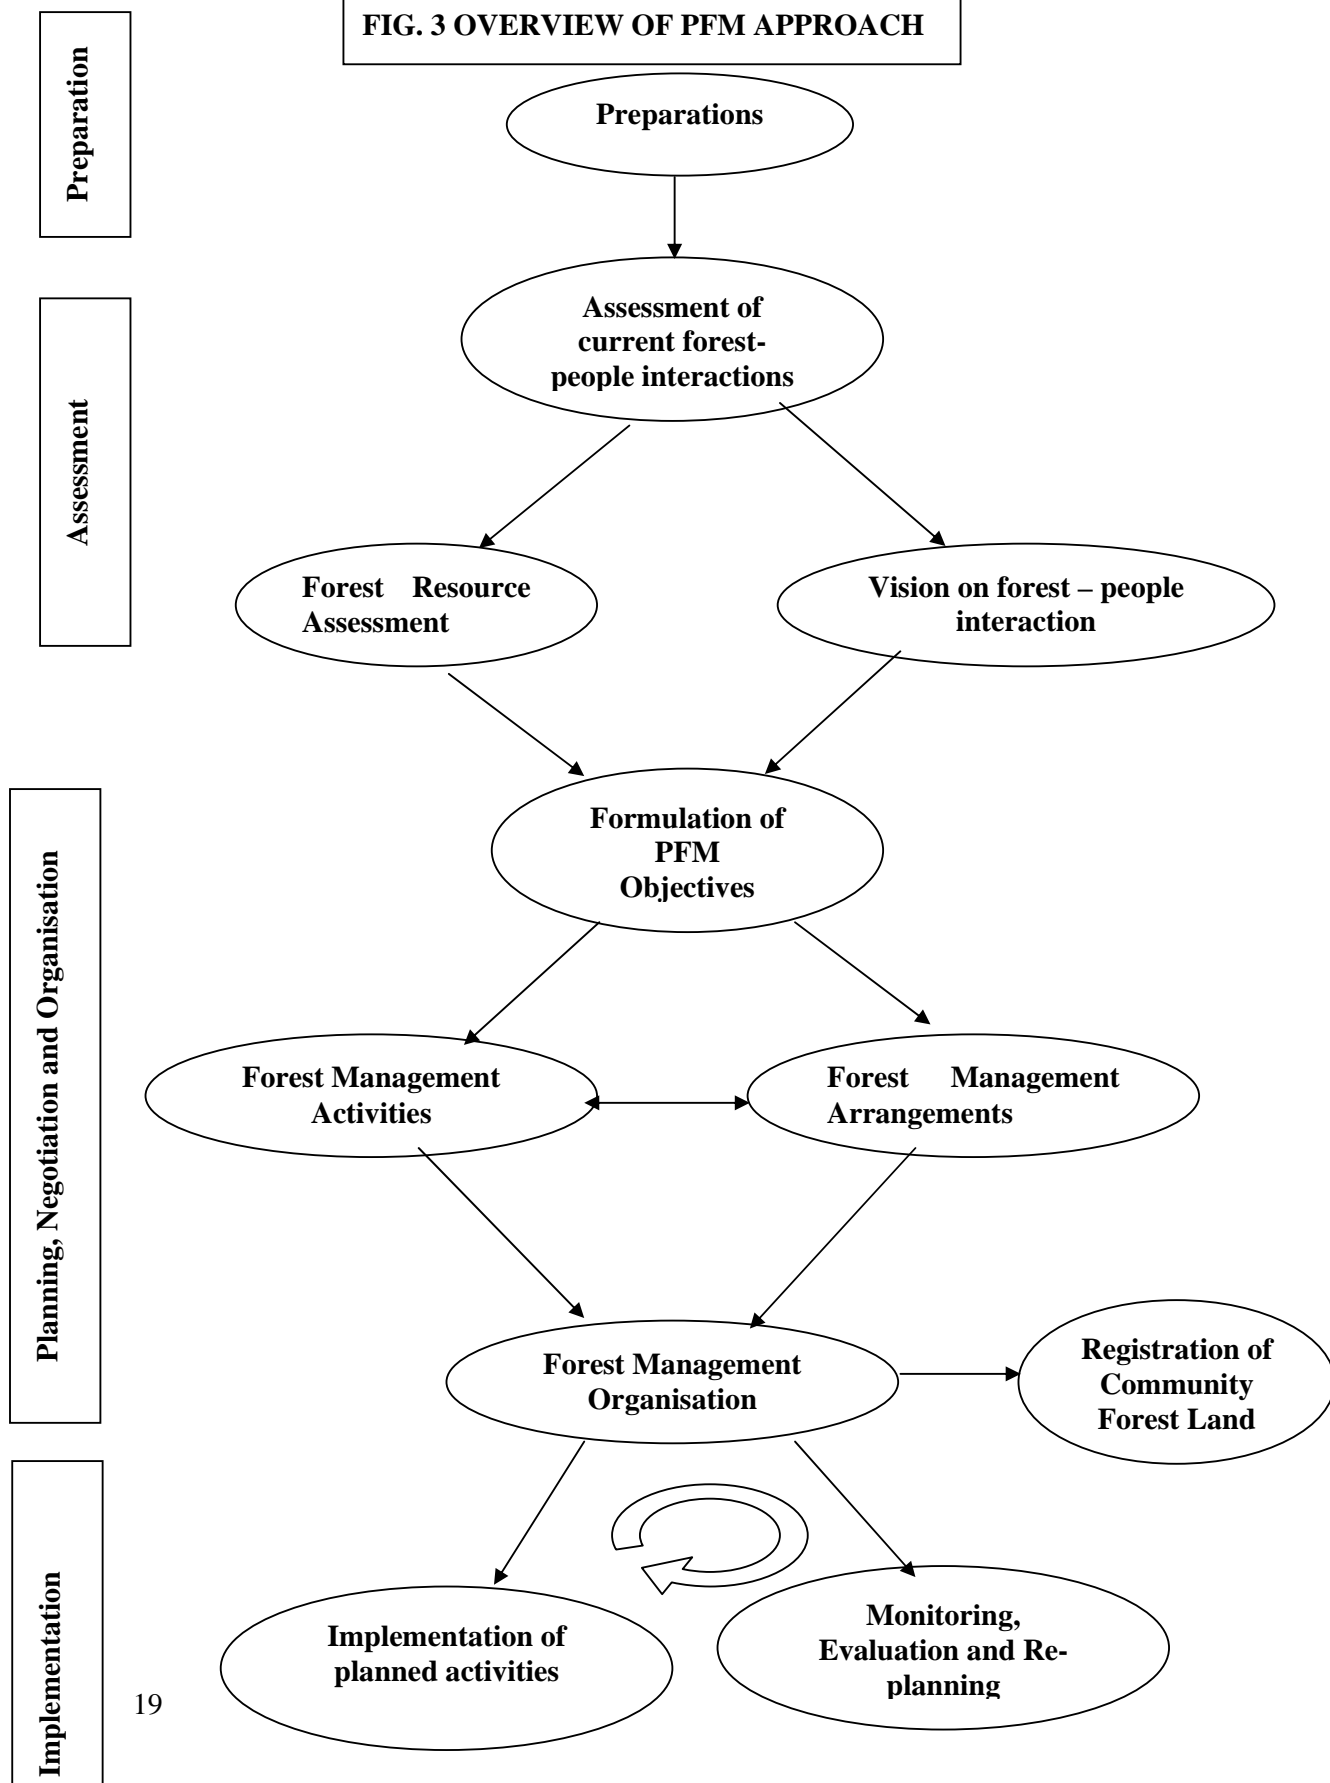 FIG. 3 OVERVIEW OF PFM APPROACH
Preparation
Preparations
Assessment of
current forest-
people interactions
Assessment
Forest Resource
Assessment
Vision on forest – people
interaction
Formulation of
PFM
Objectives
Planning, Negotiation and Organisation
Forest Management
Activities
Forest Management
Arrangements
Forest Management
Organisation
Registration of
Community
Forest Land
Implementation
Implementation of
planned activities
Monitoring,
Evaluation and Re-
planning
19